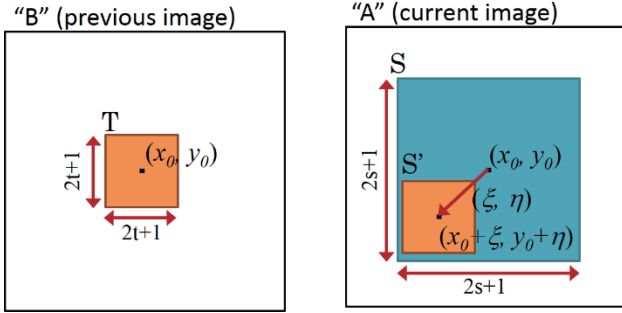 “B” (previous image)
T
(x₀, y₀)
2t+1
2t+1
“A” (current image)
S
S’
(x₀, y₀)
(ξ, η)
(x₀+ξ, y₀+η)
2s+1
2s+1